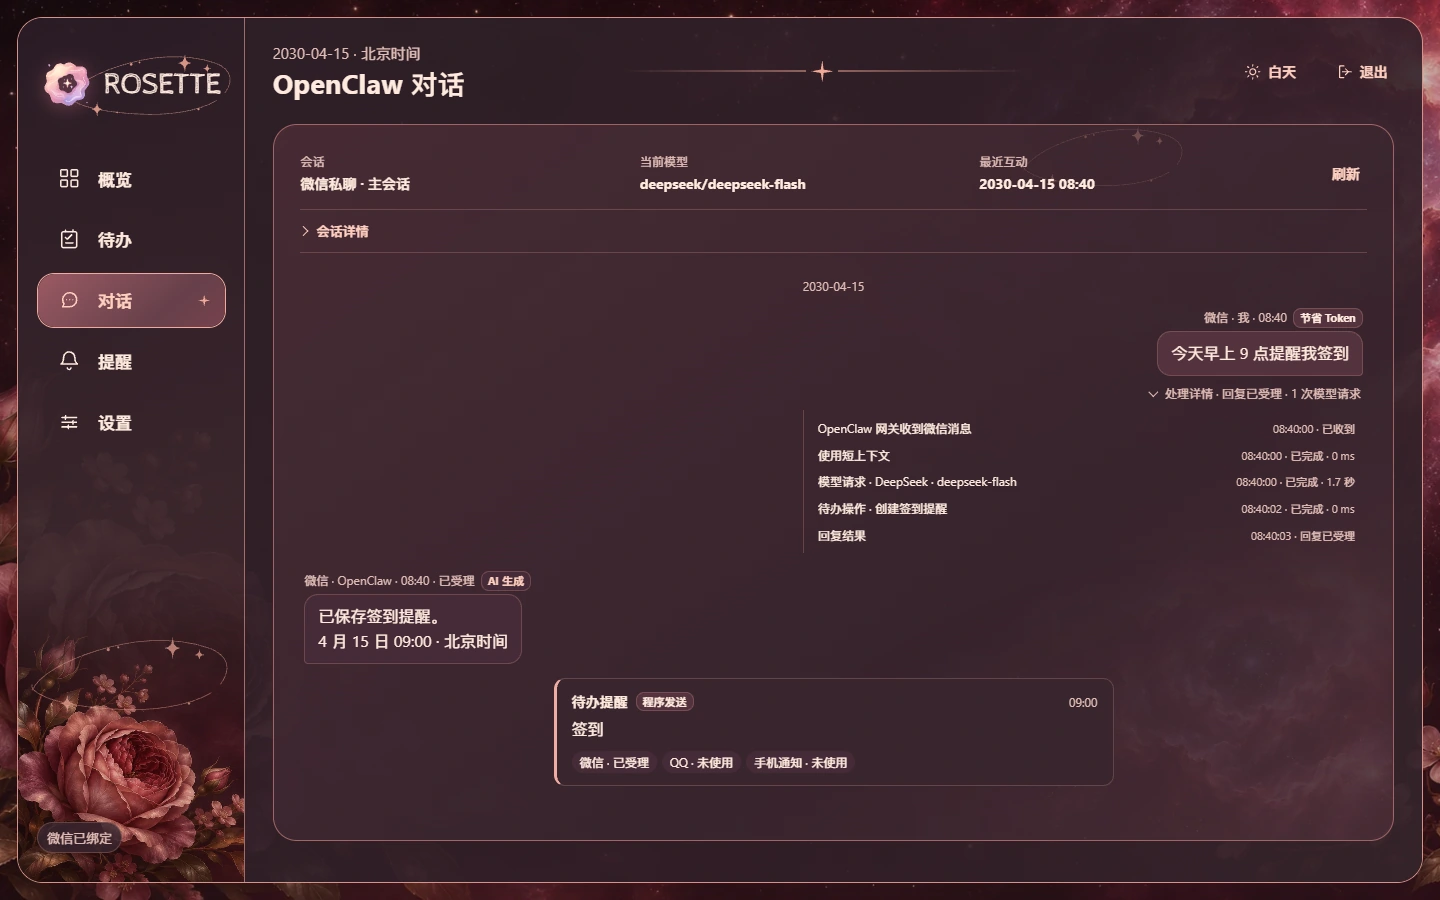 ROSETTE
概览
待办
对话
提醒
设置
微信已绑定
2030-04-15 · 北京时间
OpenClaw 对话
白天
退出
会话
微信私聊 · 主会话
当前模型
deepseek/deepseek-flash
最近互动
2030-04-15 08:40
刷新
会话详情
2030-04-15
微信 · 我 · 08:40 节省 Token
今天早上 9 点提醒我签到
处理详情 · 回复已受理 · 1 次模型请求
OpenClaw 网关收到微信消息 08:40:00 · 已收到
使用短上下文 08:40:00 · 已完成 · 0 ms
模型请求 · DeepSeek · deepseek-flash 08:40:00 · 已完成 · 1.7 秒
待办操作 · 创建签到提醒 08:40:02 · 已完成 · 0 ms
回复结果 08:40:03 · 回复已受理
微信 · OpenClaw · 08:40 · 已受理 AI 生成
已保存签到提醒。
4 月 15 日 09:00 · 北京时间
待办提醒 程序发送 09:00
签到
微信 · 已受理 QQ · 未使用 手机通知 · 未使用